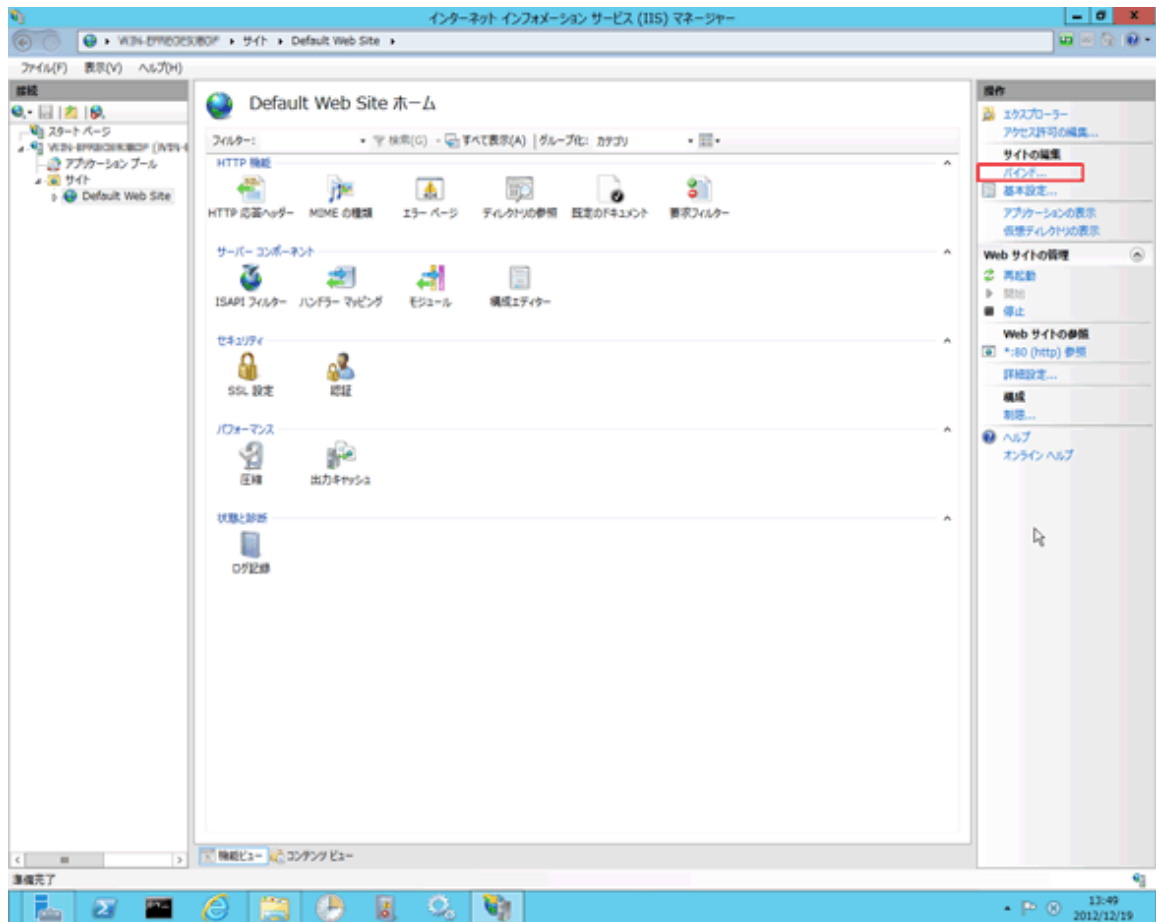 インターネット インフォメーション サービス (IIS) マネージャー
サイト
Default Web Site
ファイル(F) 表示(V) ヘルプ(H)
接続
スタート ページ
アプリケーション プール
サイト
Default Web Site
Default Web Site ホーム
フィルター: 検索(G) すべて表示(A) グループ化: カテゴリ
HTTP 機能
HTTP 応答ヘッダー MIME の種類 エラー ページ ディレクトリの参照 既定のドキュメント 要求フィルター
サーバー コンポーネント
ISAPI フィルター ハンドラー マッピング モジュール 構成エディター
セキュリティ
SSL 設定 認証
パフォーマンス
圧縮 出力キャッシュ
状態と診断
ログ記録
機能ビュー コンテンツ ビュー
操作
エクスプローラー
アクセス許可の編集...
サイトの編集
バインド...
基本設定...
アプリケーションの表示
仮想ディレクトリの表示
Web サイトの管理
再起動
開始
停止
Web サイトの参照
*:80 (http) 参照
詳細設定...
構成
制限...
ヘルプ
オンライン ヘルプ
準備完了
13:49
2012/12/19